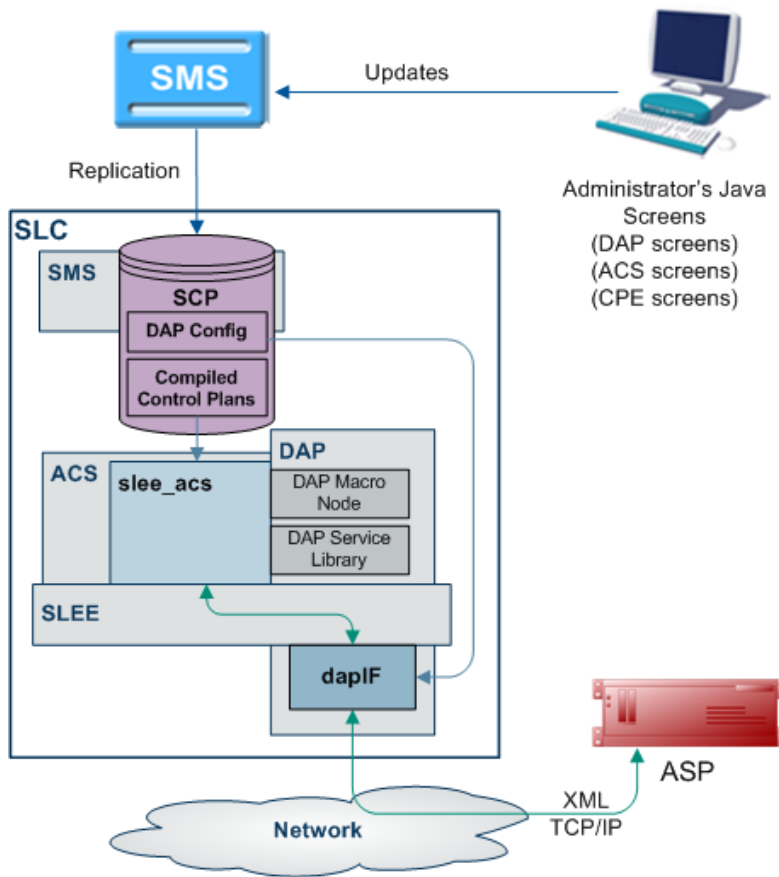 SMS
Updates
Replication
Administrator's Java
Screens
(DAP screens)
(ACS screens)
(CPE screens)
SLC
SMS
SCP
DAP Config
Compiled
Control Plans
DAP
ACS
slee_acs
DAP Macro
Node
DAP Service
Library
SLEE
dapIF
ASP
XML
TCP/IP
Network